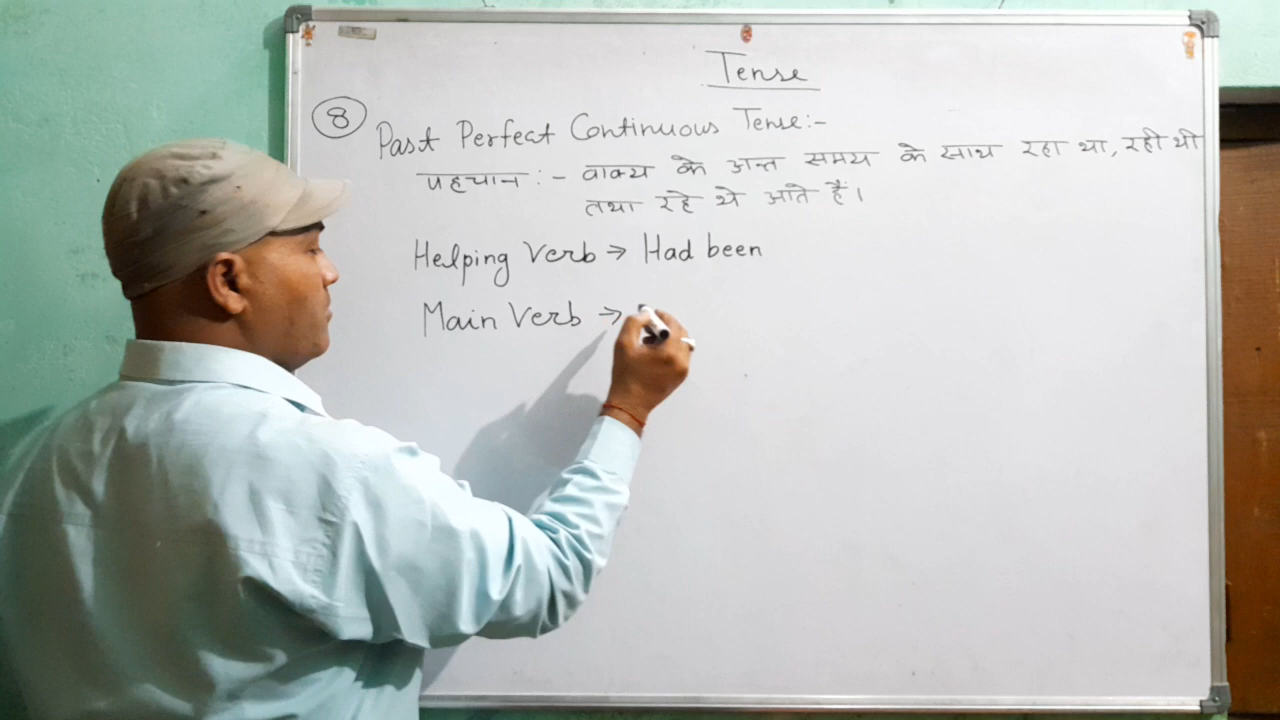 Tense
8 Past Perfect Continuous Tense:-
पहचान :- वाक्य के अन्त समय के साथ रहा था, रही थी
तथा रहे थे आते हैं।
Helping Verb → Had been
Main Verb →